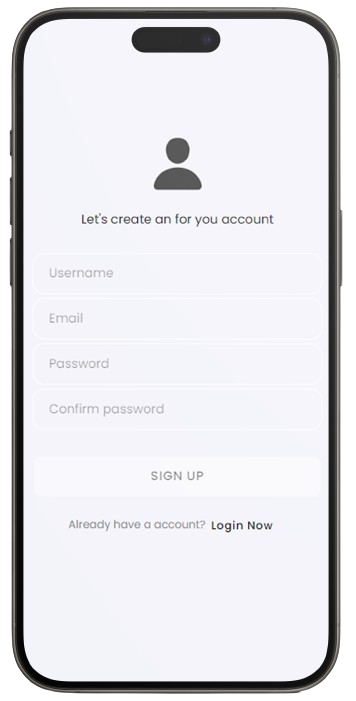 Let's create an for you account
Username
Email
Password
Confirm password
SIGN UP
Already have a account? Login Now